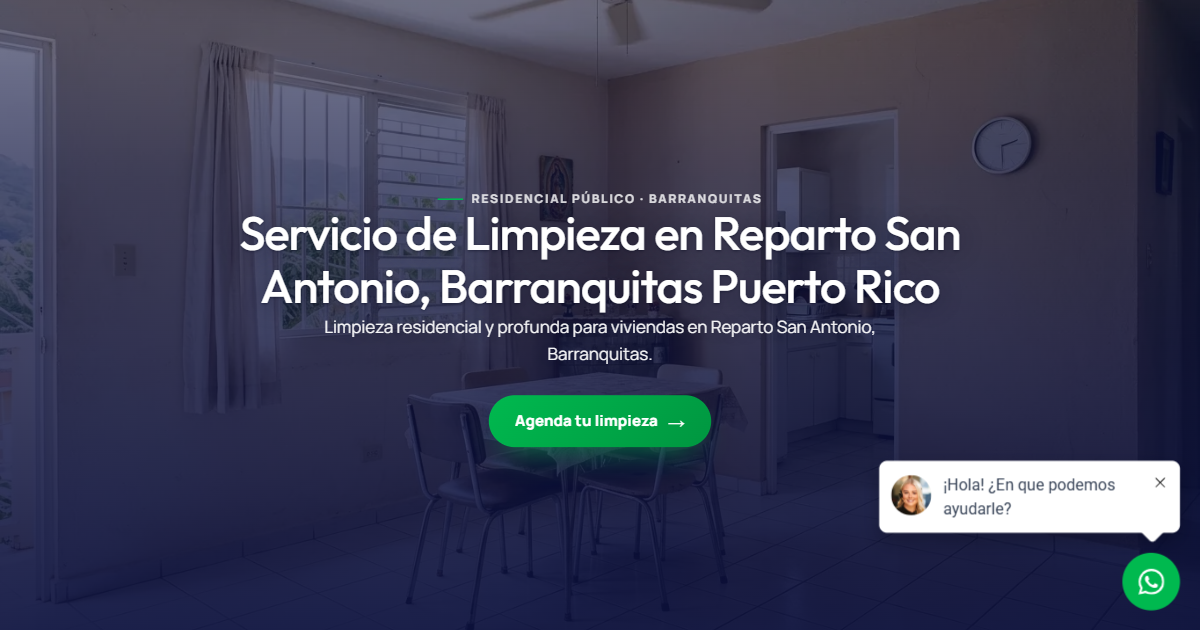 RESIDENCIAL PÚBLICO · BARRANQUITAS
Servicio de Limpieza en Reparto San
Antonio, Barranquitas Puerto Rico
Limpieza residencial y profunda para viviendas en Reparto San Antonio,
Barranquitas.
Agenda tu limpieza →
¡Hola! ¿En que podemos
ayudarle?